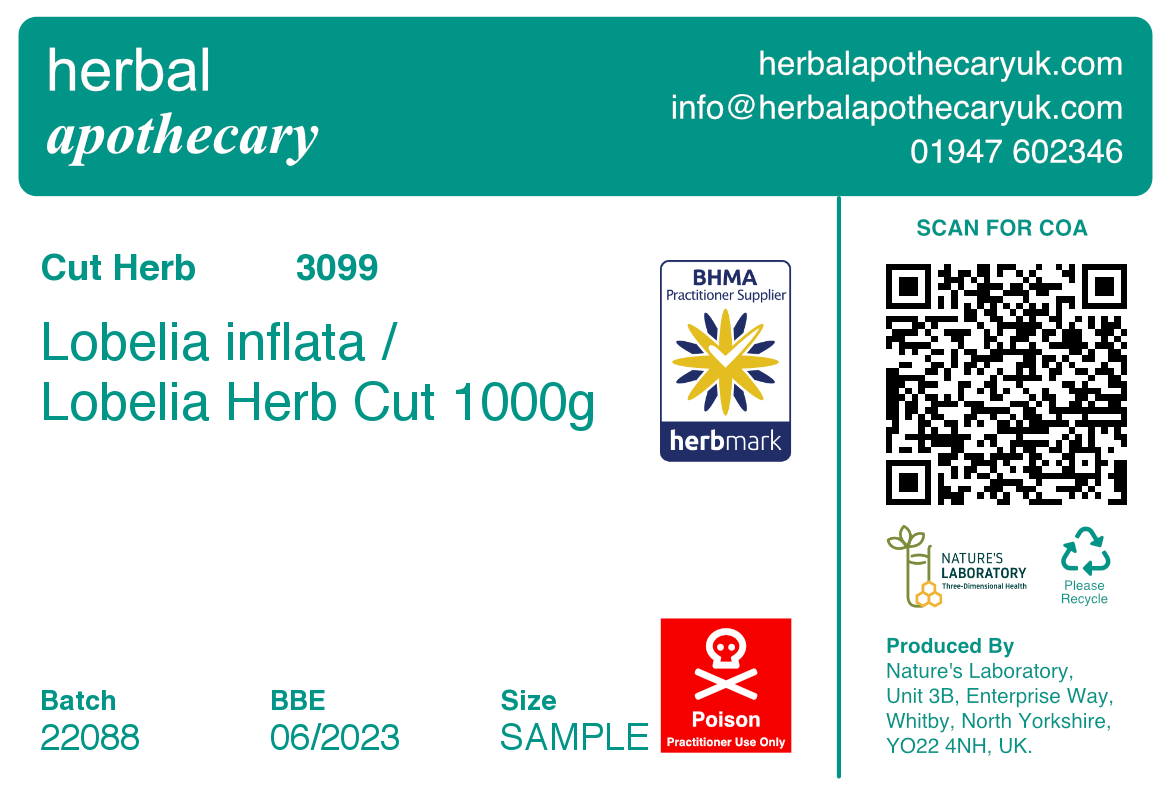 herbal
apothecary
herbalapothecaryuk.com
info@herbalapothecaryuk.com
01947 602346
Cut Herb 3099
Lobelia inflata /
Lobelia Herb Cut 1000g
BHMA
Practitioner Supplier
herbmark
Batch BBE Size
22088 06/2023 SAMPLE
Poison
Practitioner Use Only
SCAN FOR COA
NATURE'S
LABORATORY
Three-Dimensional Health
Please
Recycle
Produced By
Nature's Laboratory,
Unit 3B, Enterprise Way,
Whitby, North Yorkshire,
YO22 4NH, UK.